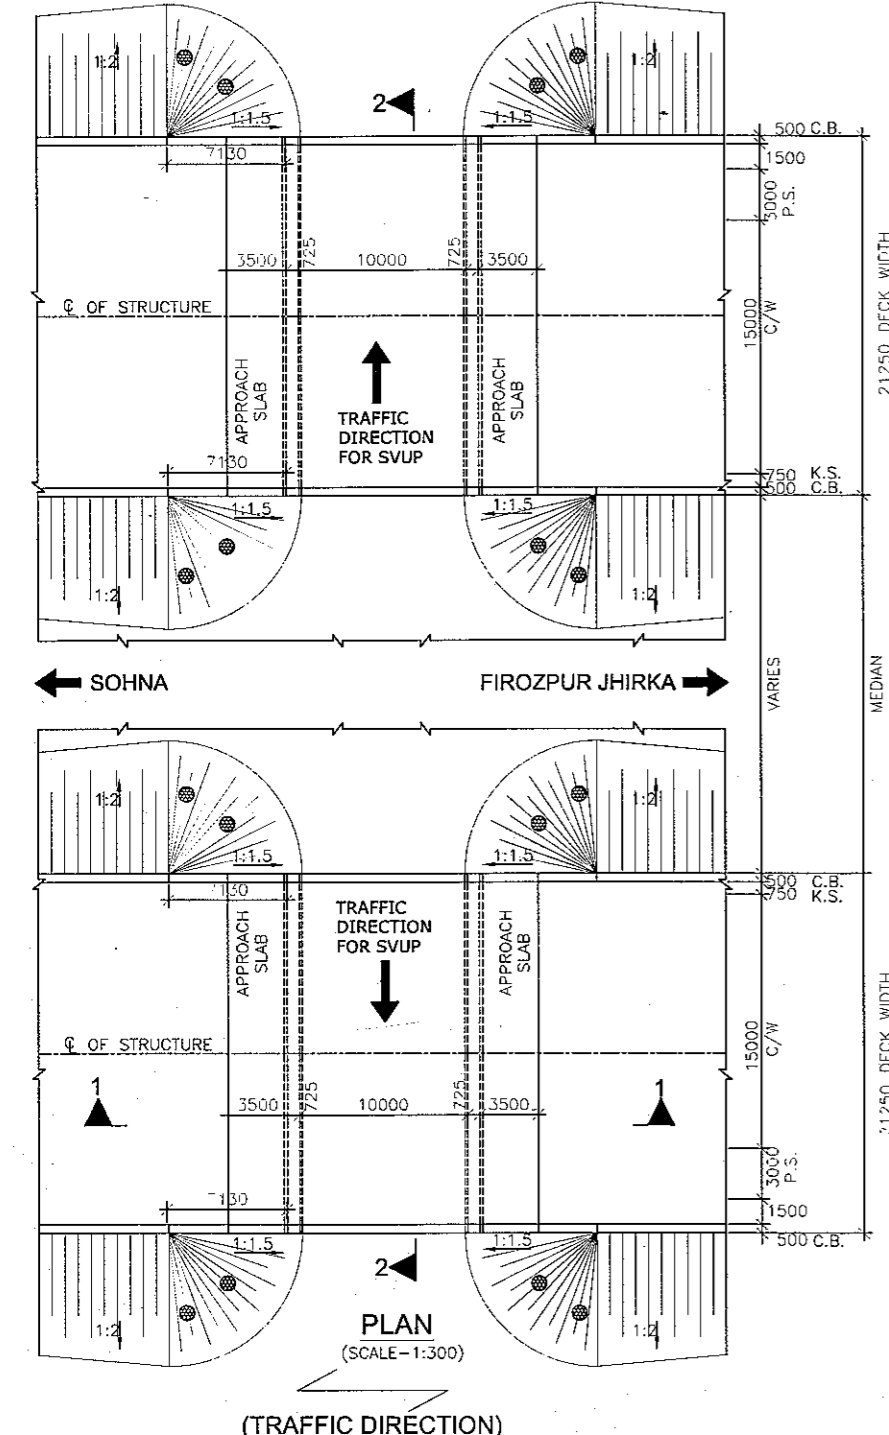 1:2
1:2
2
1:1.5
1:1.5
500 C.B.
7130
1500
3000
P.S.
3500
725
10000
725
3500
21250 DECK WIDTH
℄ OF STRUCTURE
15000
C/W
APPROACH
SLAB
TRAFFIC
DIRECTION
FOR SVUP
APPROACH
SLAB
7130
750 K.S.
500 C.B.
1:1.5
1:1.5
1:2
1:2
SOHNA
FIROZPUR JHIRKA
VARIES
MEDIAN
1:2
1:2
1:1.5
1:1.5
500 C.B.
750 K.S.
7130
APPROACH
SLAB
TRAFFIC
DIRECTION
FOR SVUP
APPROACH
SLAB
℄ OF STRUCTURE
15000
C/W
21250 DECK WIDTH
1
1
3500
725
10000
725
3500
3000
P.S.
7130
1500
500 C.B.
1:1.5
1:1.5
2
1:2
1:2
PLAN
(SCALE-1:300)
(TRAFFIC DIRECTION)